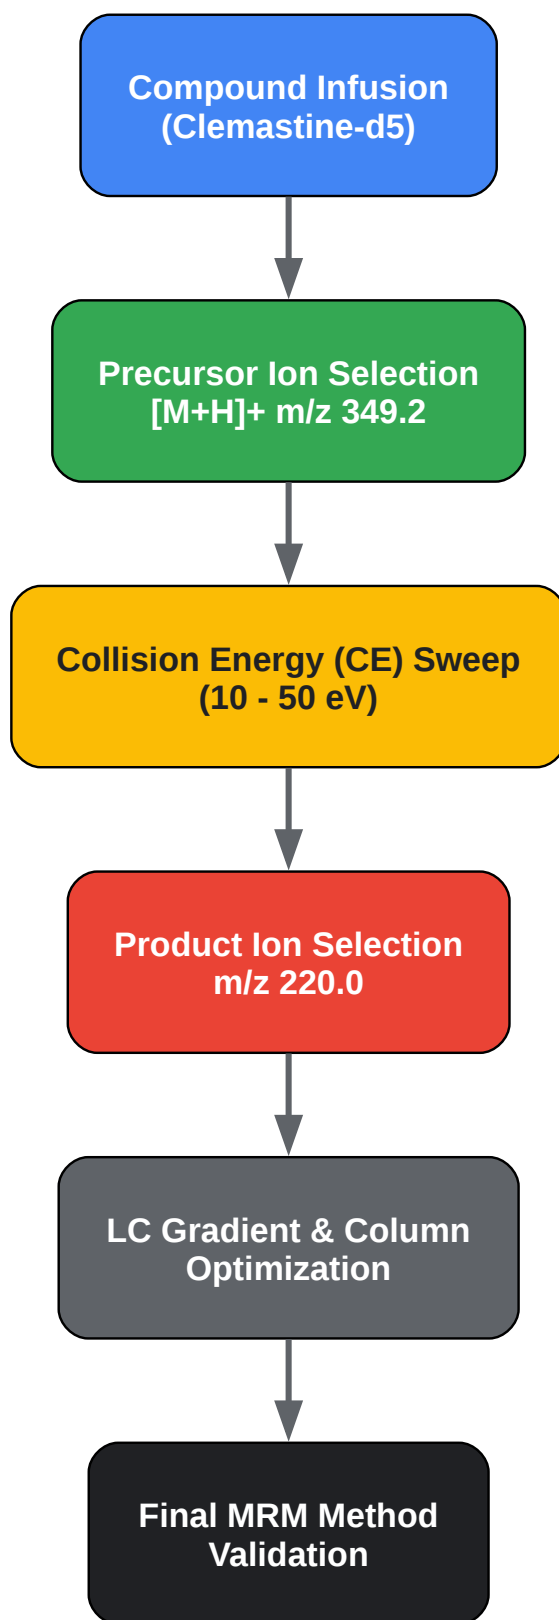 Compound Infusion
(Clemastine-d5)
Precursor Ion Selection
[M+H]+ m/z 349.2
Collision Energy (CE) Sweep
(10 - 50 eV)
Product Ion Selection
m/z 220.0
LC Gradient & Column
Optimization
Final MRM Method
Validation